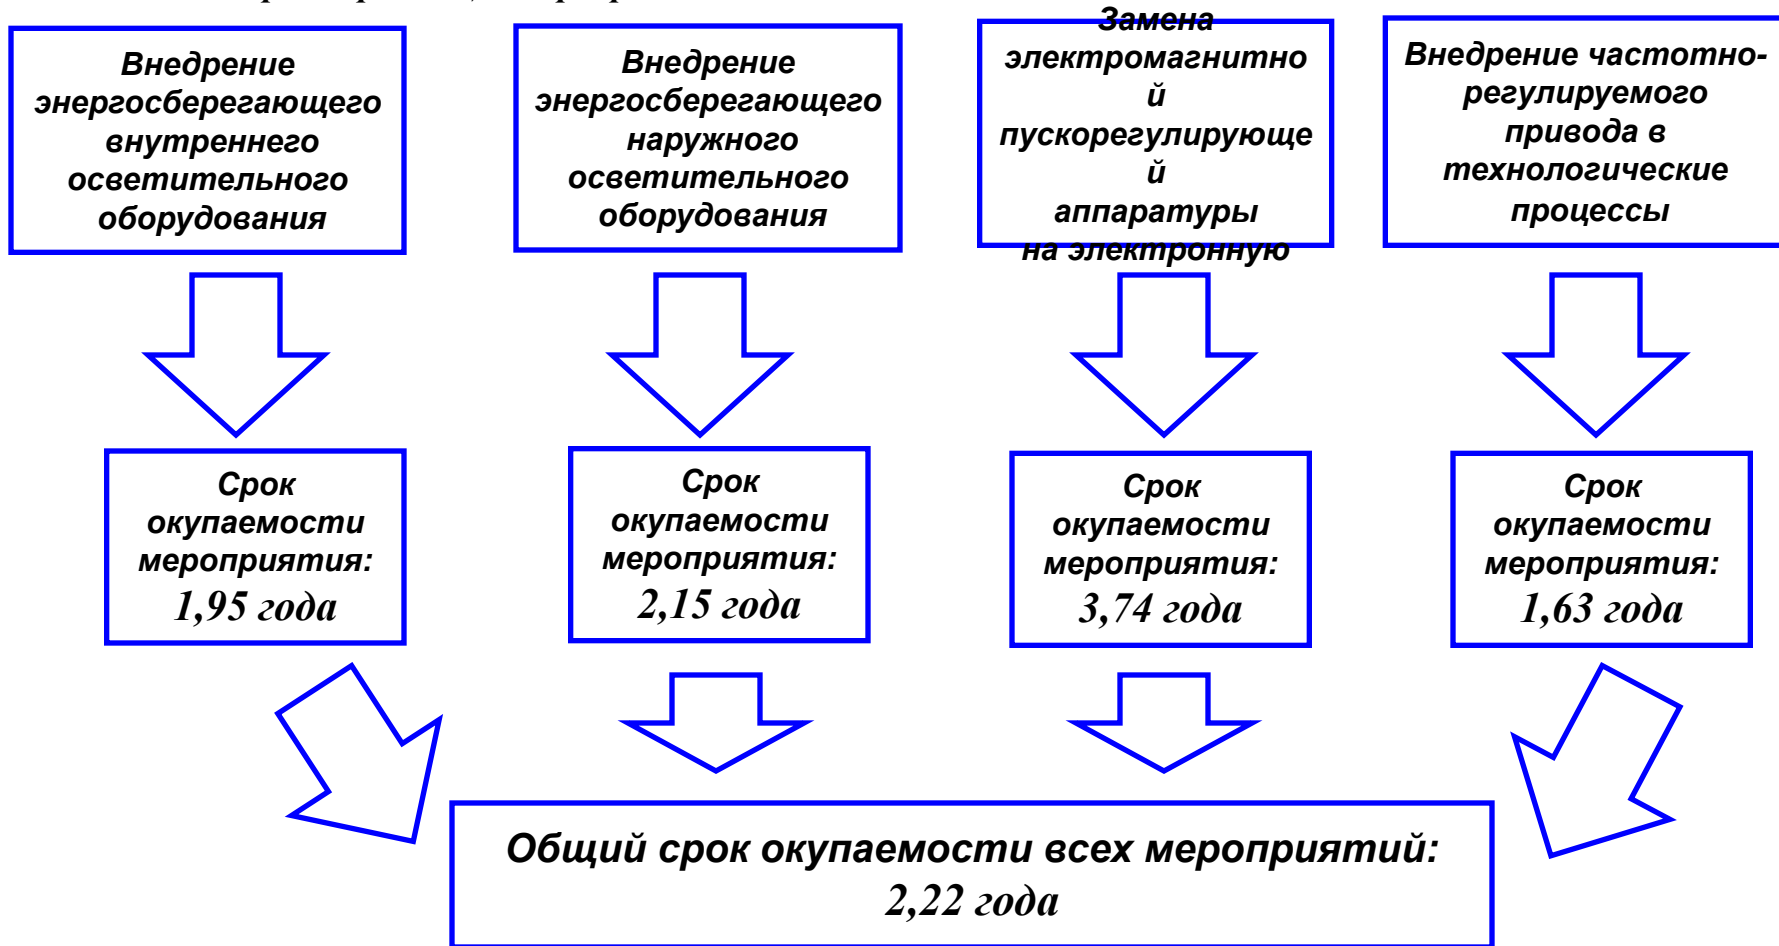 Внедрение
энергосберегающего
внутреннего
осветительного
оборудования
Внедрение
энергосберегающего
наружного
осветительного
оборудования
Замена
электромагнитно
й
пускорегулирующе
й
аппаратуры
на электронную
Внедрение частотно-
регулируемого
привода в
технологические
процессы
Срок
окупаемости
мероприятия:
1,95 года
Срок
окупаемости
мероприятия:
2,15 года
Срок
окупаемости
мероприятия:
3,74 года
Срок
окупаемости
мероприятия:
1,63 года
Общий срок окупаемости всех мероприятий:
2,22 года